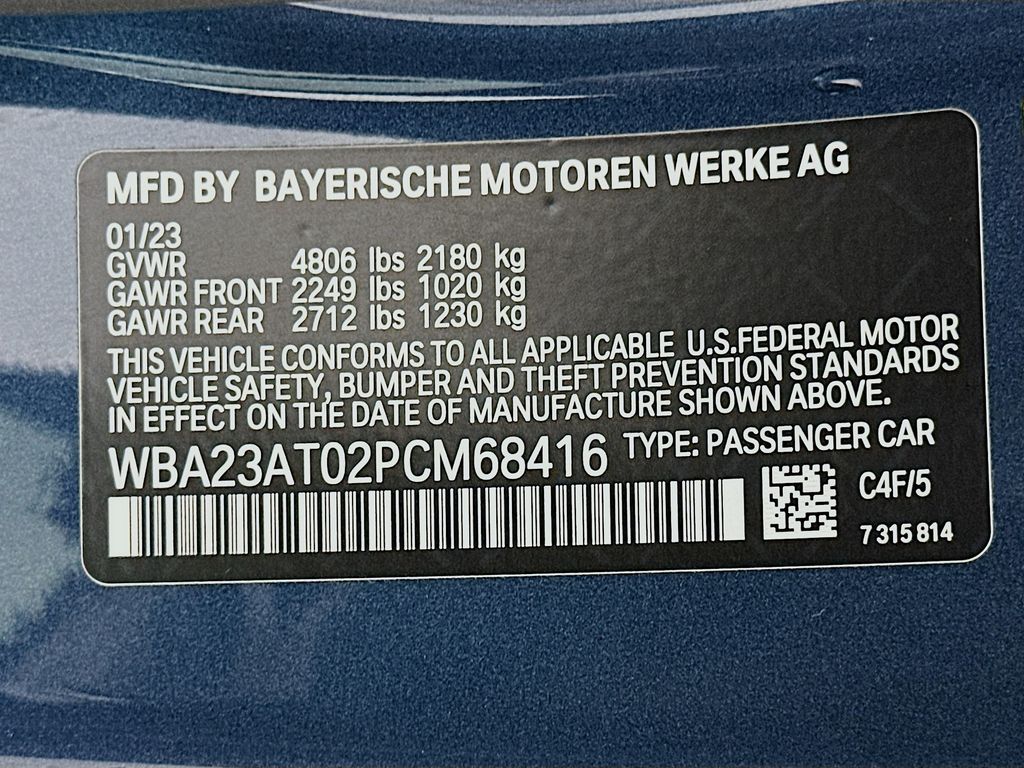 MFD BY BAYERISCHE MOTOREN WERKE AG
01/23
GVWR 4806 lbs 2180 kg
GAWR FRONT 2249 lbs 1020 kg
GAWR REAR 2712 lbs 1230 kg
THIS VEHICLE CONFORMS TO ALL APPLICABLE U.S.FEDERAL MOTOR
VEHICLE SAFETY, BUMPER AND THEFT PREVENTION STANDARDS
IN EFFECT ON THE DATE OF MANUFACTURE SHOWN ABOVE.
WBA23AT02PCM68416 TYPE: PASSENGER CAR
C4F/5
7 315 814